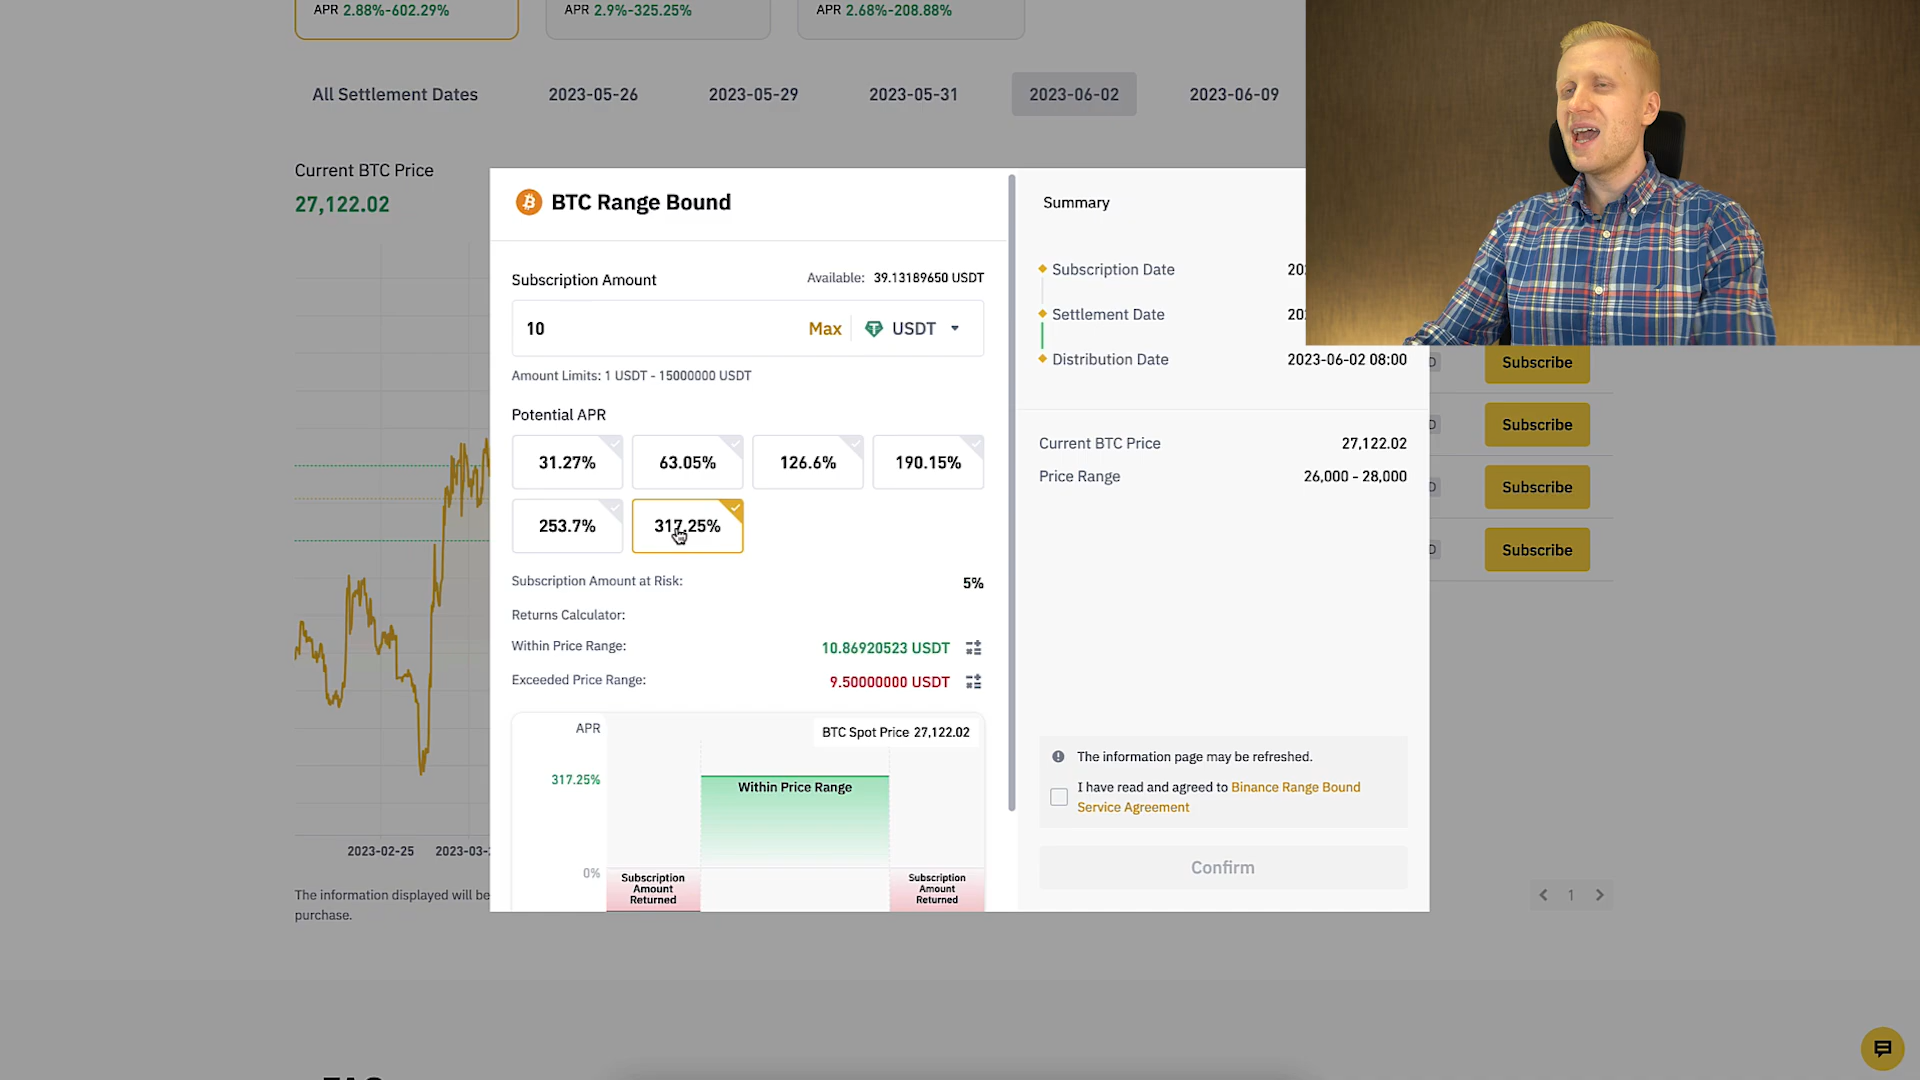 APR 2.88%-602.29%
APR 2.9%-325.25%
APR 2.68%-208.88%
All Settlement Dates
2023-05-26
2023-05-29
2023-05-31
2023-06-02
2023-06-09
Current BTC Price
27,122.02
BTC Range Bound
Subscription Amount
Available: 39.13189650 USDT
10
Max
USDT
Amount Limits: 1 USDT - 15000000 USDT
Potential APR
31.27%
63.05%
126.6%
190.15%
253.7%
317.25%
Subscription Amount at Risk:
5%
Returns Calculator:
Within Price Range:
10.86920523 USDT
Exceeded Price Range:
9.50000000 USDT
APR
BTC Spot Price 27,122.02
317.25%
Within Price Range
0%
Subscription
Amount
Returned
Subscription
Amount
Returned
Summary
Subscription Date
20
Settlement Date
20
Distribution Date
2023-06-02 08:00
Current BTC Price
27,122.02
Price Range
26,000 - 28,000
The information page may be refreshed.
I have read and agreed to Binance Range Bound
Service Agreement
Confirm
Subscribe
Subscribe
Subscribe
Subscribe
2023-02-25
2023-03-
The information displayed will be
purchase.
1